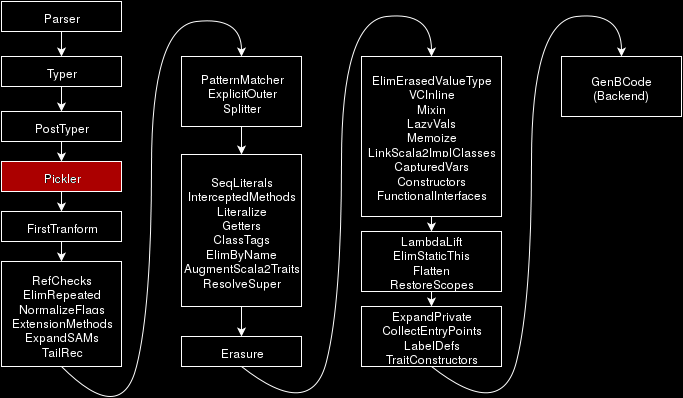 Parser
Typer
PostTyper
Pickler
FirstTranform
RefChecks
ElimRepeated
NormalizeFlags
ExtensionMethods
ExpandSAMs
TailRec
PatternMatcher
ExplicitOuter
Splitter
SeqLiterals
InterceptedMethods
Literalize
Getters
ClassTags
ElimByName
AugmentScala2Traits
ResolveSuper
Erasure
ElimErasedValueType
VCInline
Mixin
LazyVals
Memoize
LinkScala2ImplClasses
CapturedVars
Constructors
FunctionalInterfaces
LambdaLift
ElimStaticThis
Flatten
RestoreScopes
ExpandPrivate
CollectEntryPoints
LabelDefs
TraitConstructors
GenBCode
(Backend)